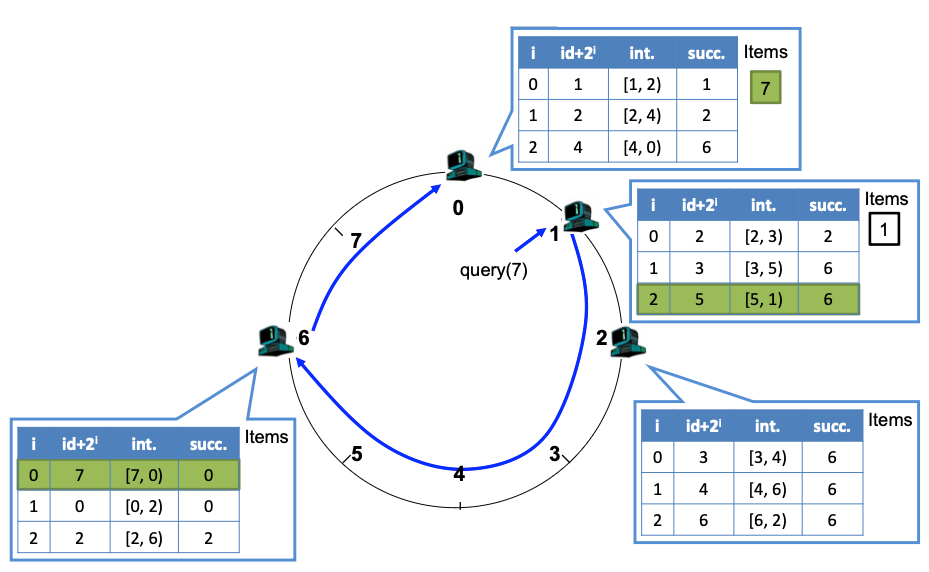 i id+2ⁱ int. succ. Items
0 1 [1, 2) 1 7
1 2 [2, 4) 2
2 4 [4, 0) 6
i id+2ⁱ int. succ. Items
0 2 [2, 3) 2 1
1 3 [3, 5) 6
2 5 [5, 1) 6
0
1
7
query(7)
6
2
5
3
4
i id+2ⁱ int. succ. Items
0 3 [3, 4) 6
1 4 [4, 6) 6
2 6 [6, 2) 6
i id+2ⁱ int. succ. Items
0 7 [7, 0) 0
1 0 [0, 2) 0
2 2 [2, 6) 2